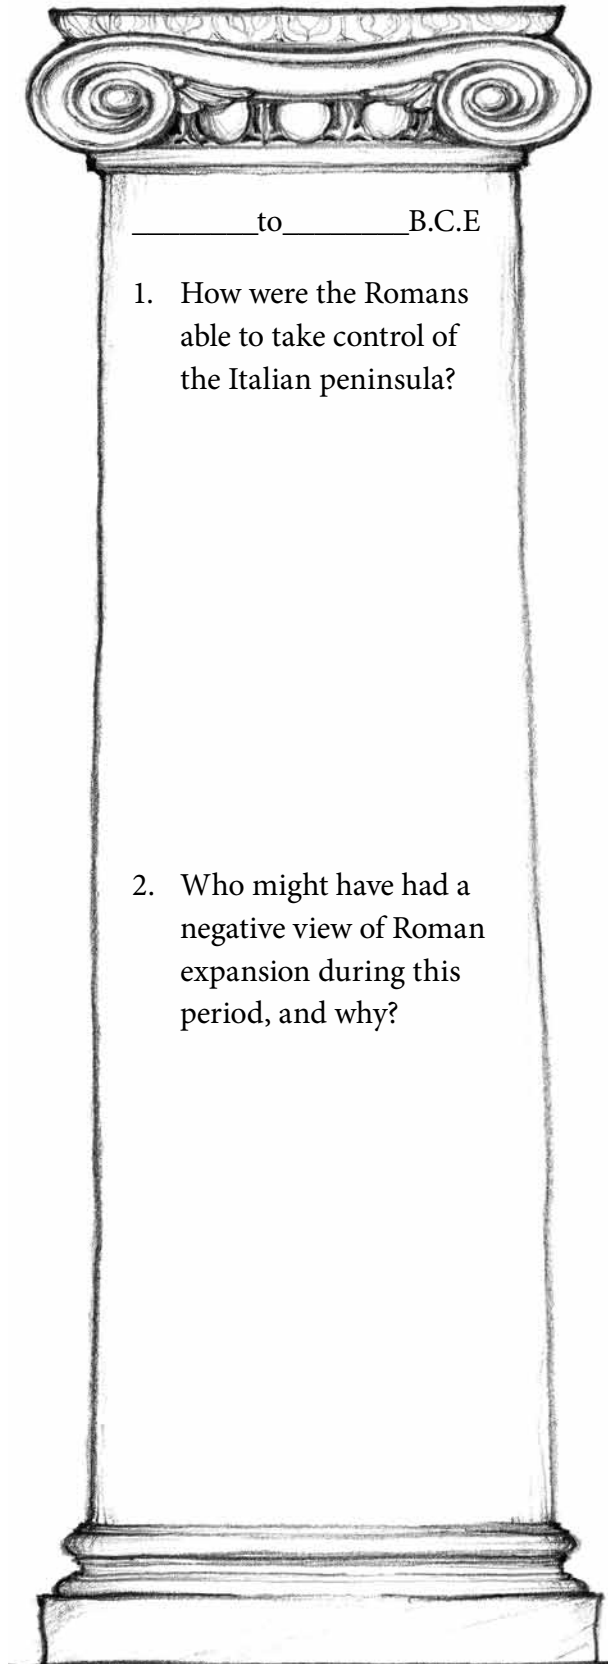 ________to________B.C.E
1. How were the Romans
able to take control of
the Italian peninsula?
2. Who might have had a
negative view of Roman
expansion during this
period, and why?